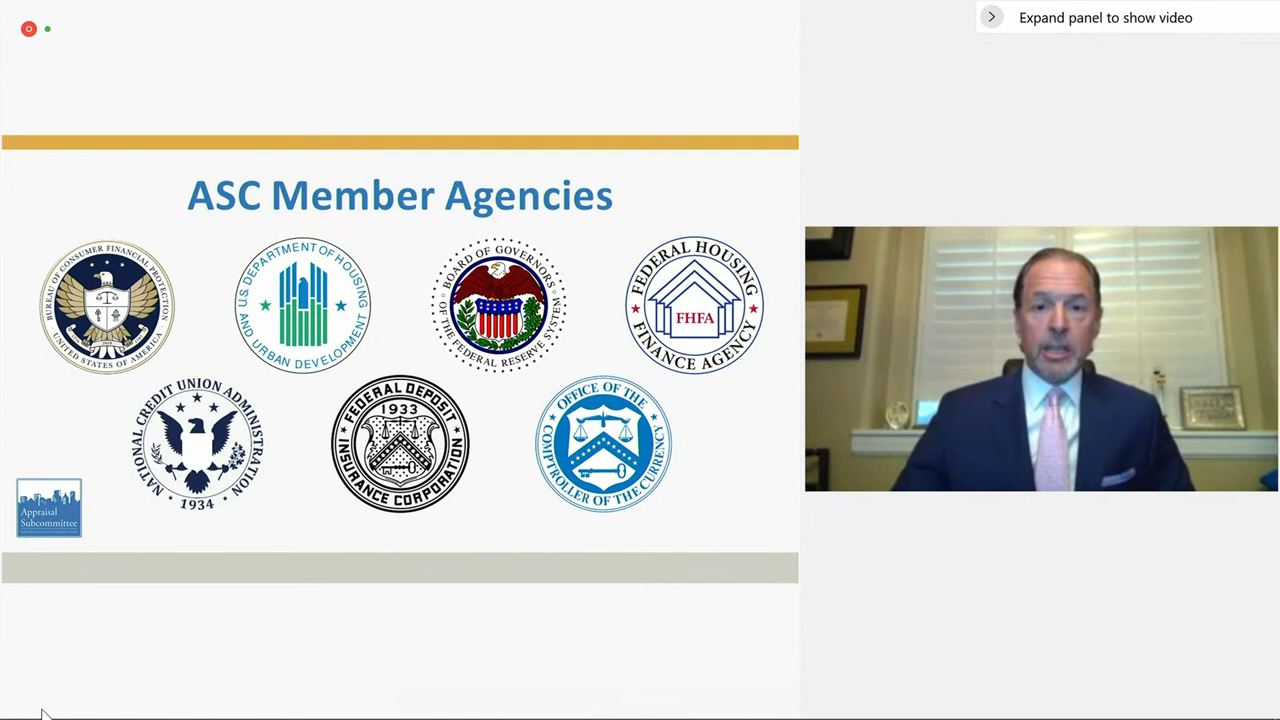 Expand panel to show video
ASC Member Agencies
BUREAU OF CONSUMER FINANCIAL PROTECTION
UNITED STATES OF AMERICA
U.S. DEPARTMENT OF HOUSING
AND URBAN DEVELOPMENT
BOARD OF GOVERNORS
OF THE FEDERAL RESERVE SYSTEM
FEDERAL HOUSING
FHFA
FINANCE AGENCY
NATIONAL CREDIT UNION ADMINISTRATION
1934
FEDERAL DEPOSIT
1933
INSURANCE CORPORATION
OFFICE OF THE
COMPTROLLER OF THE CURRENCY
Appraisal
Subcommittee